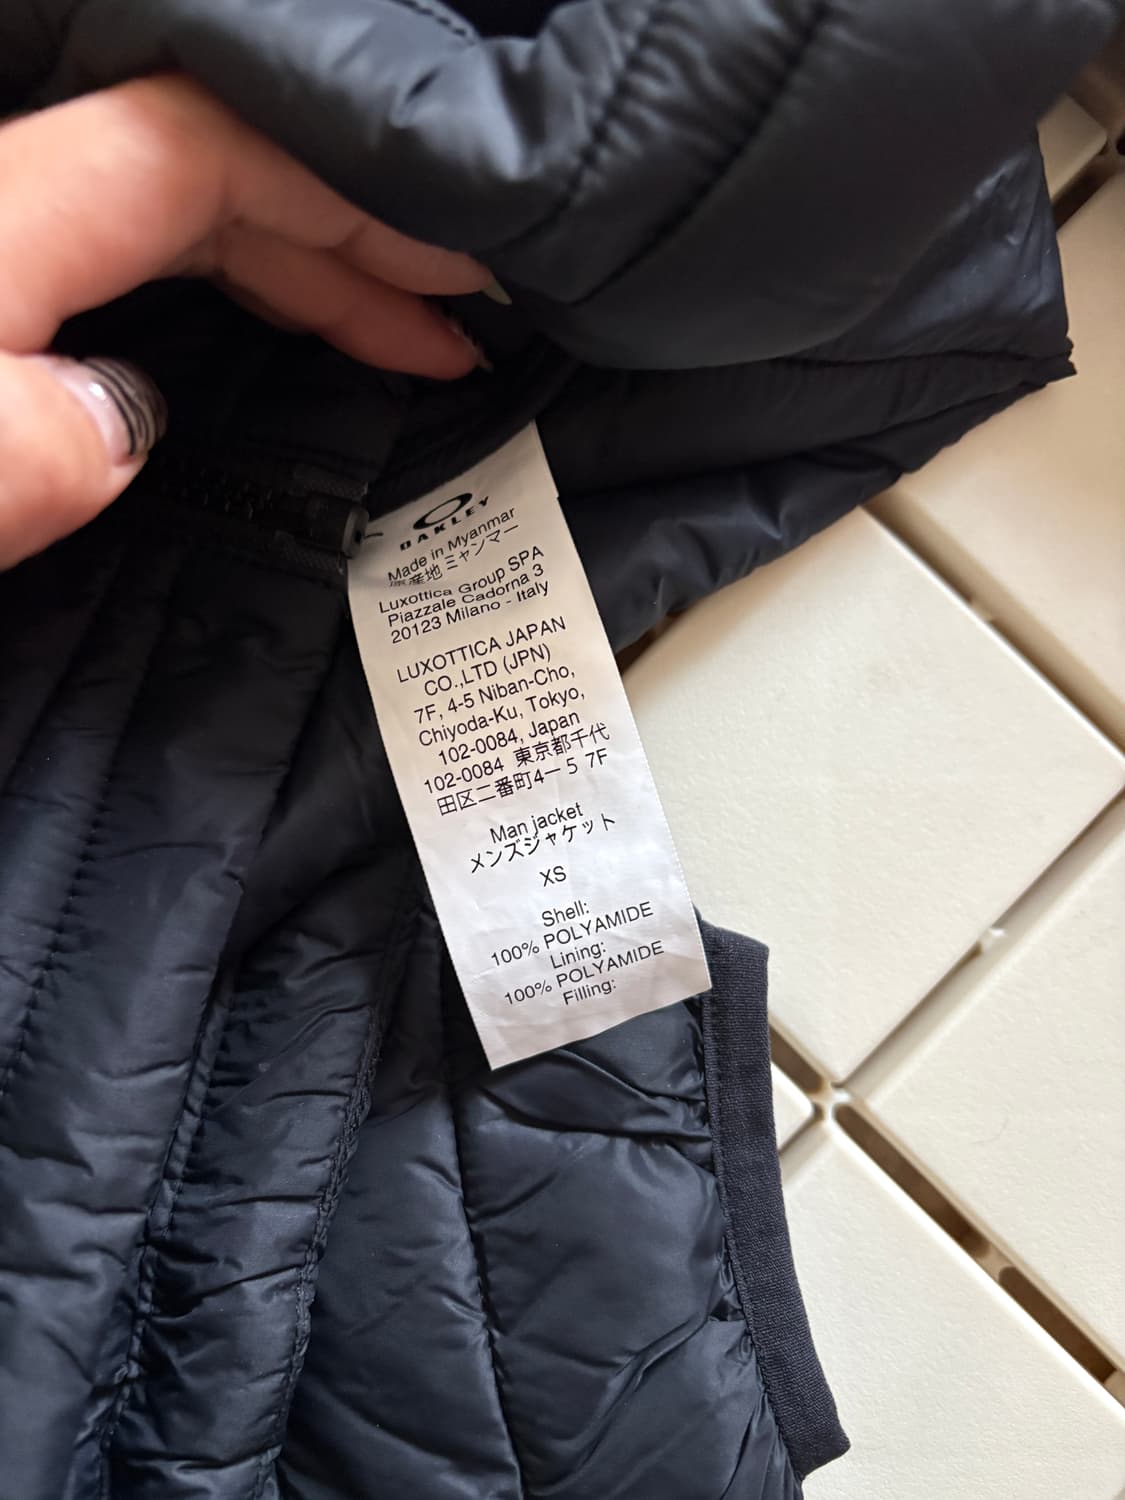 OAKLEY
Made in Myanmar
原産地 ミャンマー
Luxottica Group SPA
Piazzale Cadorna 3
20123 Milano - Italy
LUXOTTICA JAPAN
CO.,LTD (JPN)
7F, 4-5 Niban-Cho,
Chiyoda-Ku, Tokyo,
102-0084, Japan
102-0084 東京都千代
田区二番町4ー5 7F
Man jacket
メンズジャケット
XS
Shell:
100% POLYAMIDE
Lining:
100% POLYAMIDE
Filling: